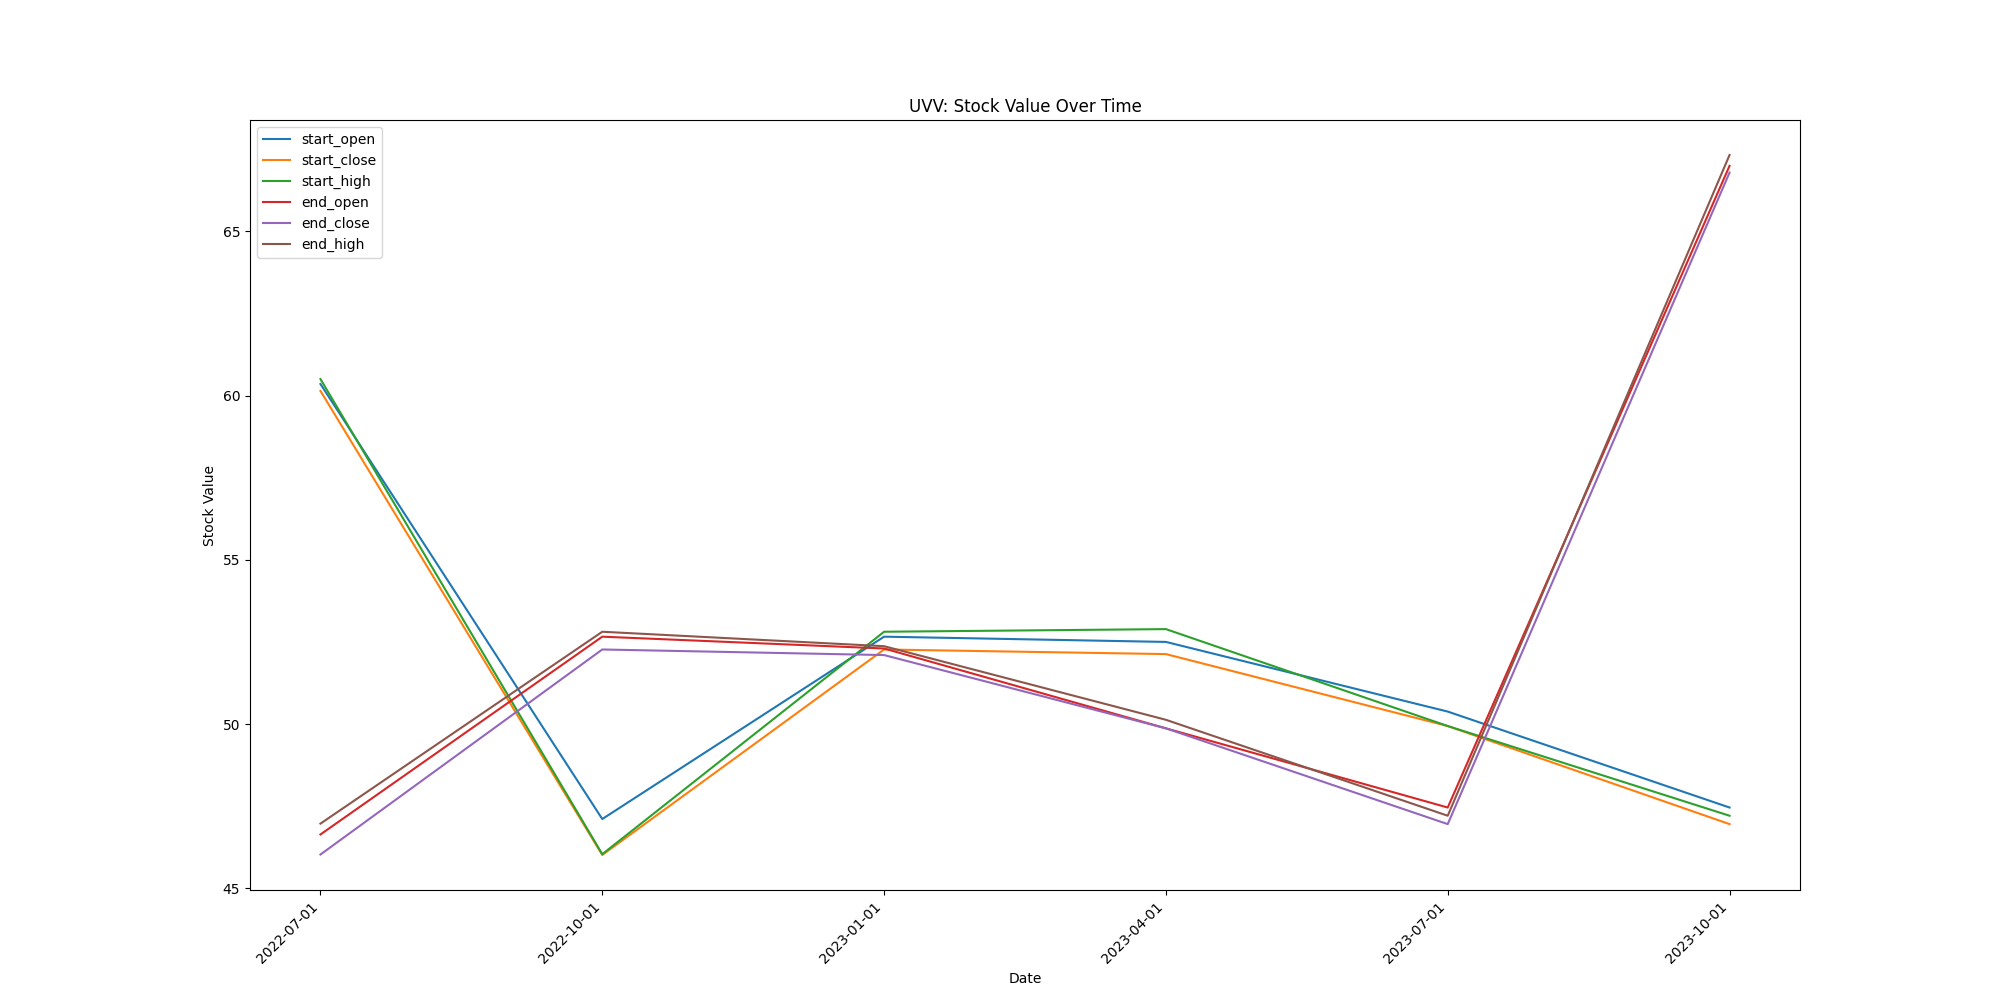 UVV: Stock Value Over Time
start_open
start_close
start_high
end_open
end_close
end_high
Stock Value
65
60
55
50
45
2022-07-01
2022-10-01
2023-01-01
2023-04-01
2023-07-01
2023-10-01
Date